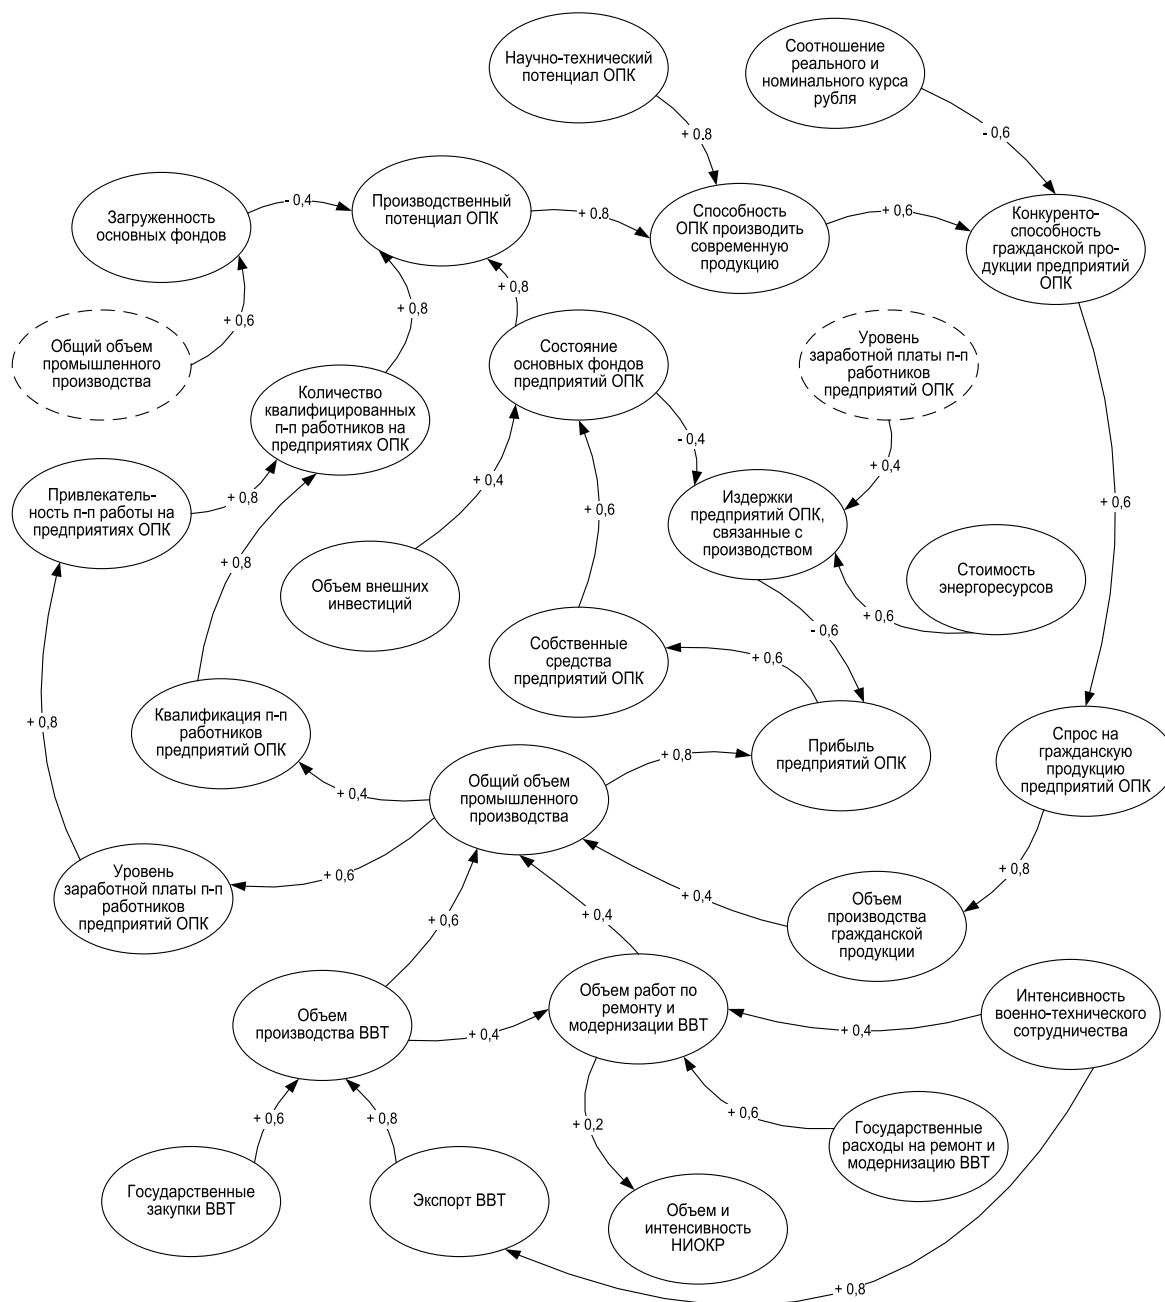 Научно-технический
потенциал ОПК
Соотношение
реального и
номинального курса
рубля
+ 0.8
- 0,6
Загруженность
основных фондов
- 0,4
Производственный
потенциал ОПК
+ 0.8
Способность
ОПК производить
современную
продукцию
+ 0,6
Конкуренто-
способность
гражданской про-
дукции предприятий
ОПК
+ 0,6
+ 0,8
+ 0,8
Общий объем
промышленного
производства
Состояние
основных фондов
предприятий ОПК
Уровень
заработной платы п-п
работников
предприятий ОПК
Количество
квалифицированных
п-п работников на
предприятиях ОПК
- 0,4
+ 0,4
Привлекатель-
ность п-п работы на
предприятиях ОПК
+ 0,8
+ 0,4
+ 0,6
Издержки
предприятий ОПК,
связанные с
производством
+ 0,6
+ 0,8
Объем внешних
инвестиций
Стоимость
энергоресурсов
+ 0,6
- 0,6
Собственные
средства
предприятий ОПК
+ 0,6
+ 0,8
Квалификация п-п
работников
предприятий ОПК
Прибыль
предприятий ОПК
Спрос на
гражданскую
продукцию
предприятий ОПК
+ 0,4
Общий объем
промышленного
производства
+ 0,8
Уровень
заработной платы п-п
работников
предприятий ОПК
+ 0,6
+ 0,6
+ 0,4
+ 0,4
+ 0,8
Объем
производства
гражданской
продукции
Объем
производства ВВТ
+ 0,4
Объем работ по
ремонту и
модернизации ВВТ
+ 0,4
Интенсивность
военно-технического
сотрудничества
+ 0,6
+ 0,8
+ 0,2
+ 0,6
Государственные
расходы на ремонт и
модернизацию ВВТ
Государственные
закупки ВВТ
Экспорт ВВТ
Объем и
интенсивность
НИОКР
+ 0,8